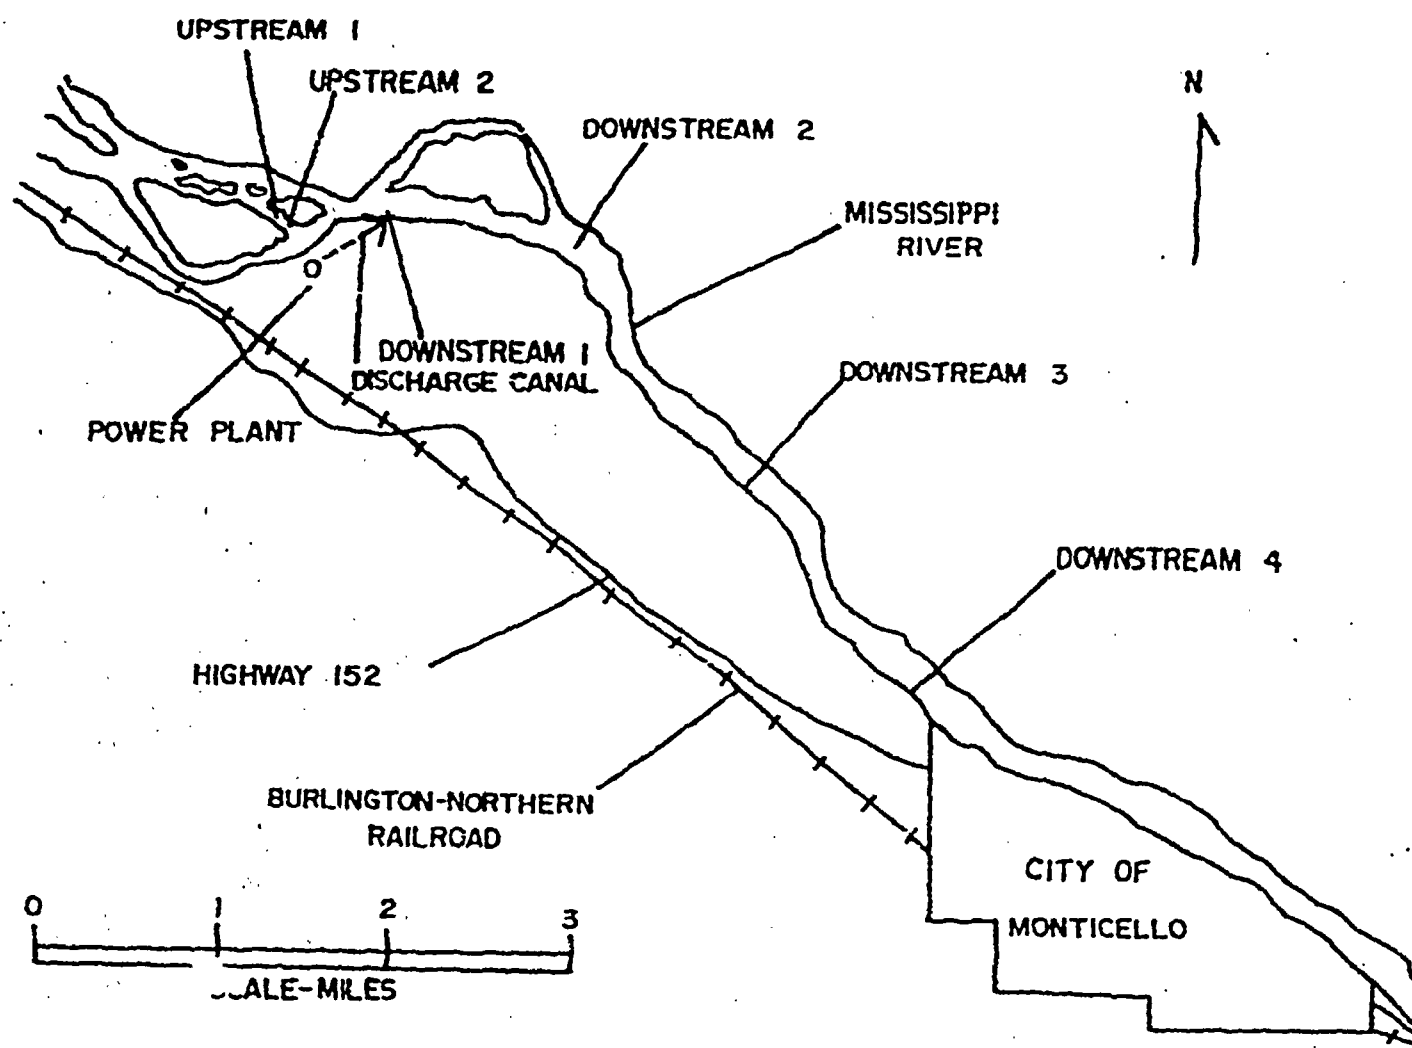 UPSTREAM 1
UPSTREAM 2
N
DOWNSTREAM 2
MISSISSIPPI
RIVER
DOWNSTREAM 1
DISCHARGE CANAL
DOWNSTREAM 3
POWER PLANT
DOWNSTREAM 4
HIGHWAY 152
BURLINGTON-NORTHERN
RAILROAD
CITY OF
MONTICELLO
0 1 2 3
SCALE-MILES